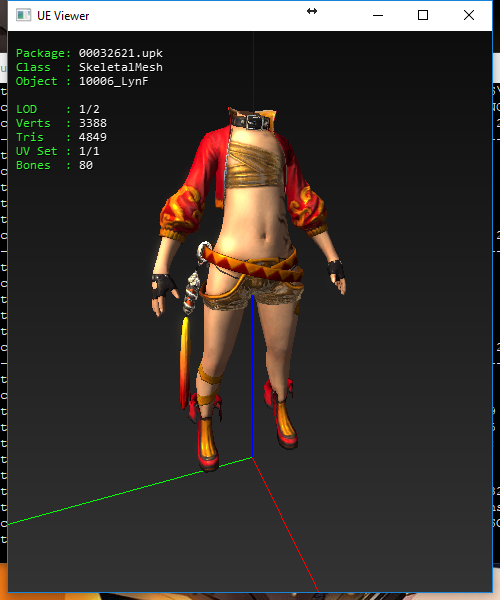 UE Viewer
Package: 00032621.upk
Class  : SkeletalMesh
Object : 10006_LynF
LOD    : 1/2
Verts  : 3388
Tris   : 4849
UV Set : 1/1
Bones  : 80